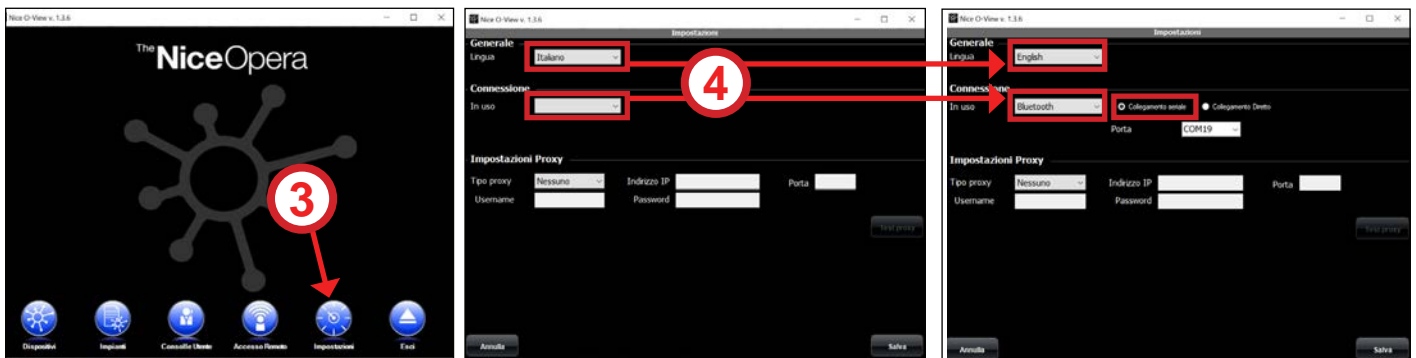 Nice O-View v. 1.3.6
The NiceOpera
3
Dispositivi
Impianti
Consolle Utente
Accesso Remoto
Impostazioni
Esci
Nice O-View v. 1.3.6
Impostazioni
Generale
Lingua Italiano
Connessione
In uso
4
Impostazioni Proxy
Tipo proxy Nessuno Indirizzo IP Porta
Username Password
Test proxy
Annulla Salva
Nice O-View v. 1.3.6
Impostazioni
Generale
Lingua English
Connessione
In uso Bluetooth Collegamento seriale Collegamento Diretto
Porta COM19
Impostazioni Proxy
Tipo proxy Nessuno Indirizzo IP Porta
Username Password
Test proxy
Annulla Salva